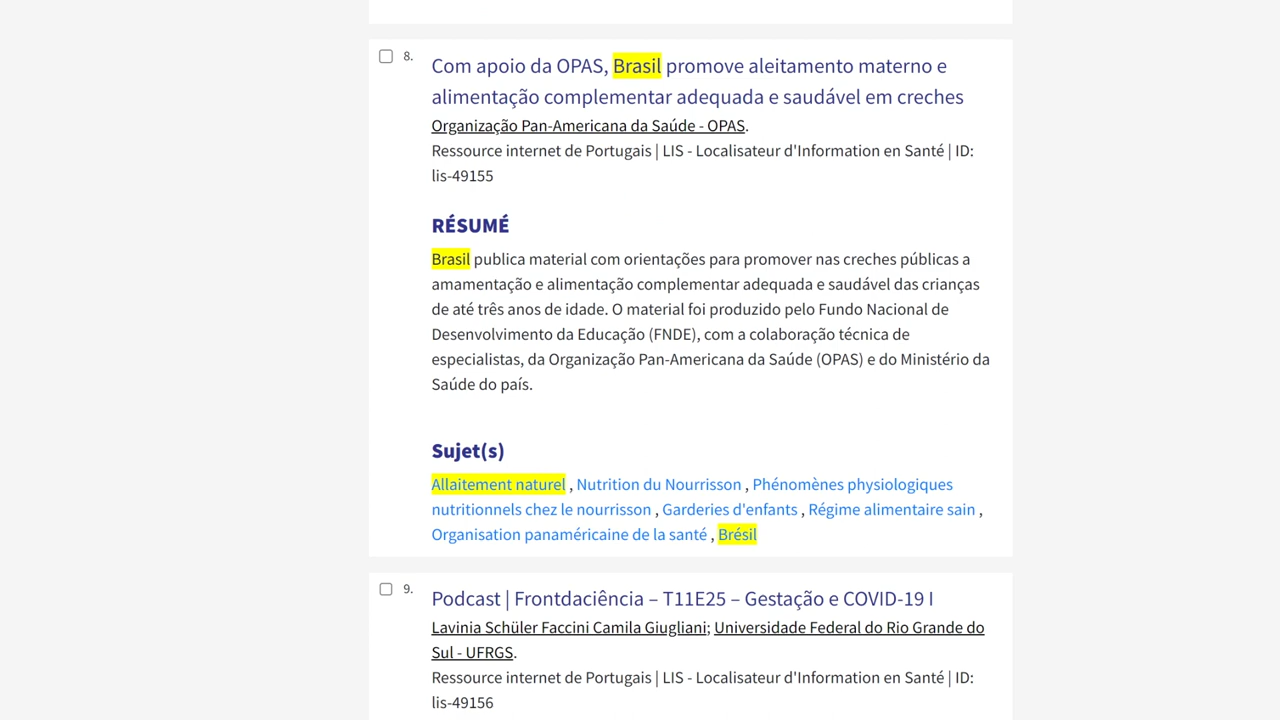 8.
Com apoio da OPAS, Brasil promove aleitamento materno e
alimentação complementar adequada e saudável em creches
Organização Pan-Americana da Saúde - OPAS.
Ressource internet de Portugais | LIS - Localisateur d'Information en Santé | ID:
lis-49155
RÉSUMÉ
Brasil publica material com orientações para promover nas creches públicas a
amamentação e alimentação complementar adequada e saudável das crianças
de até três anos de idade. O material foi produzido pelo Fundo Nacional de
Desenvolvimento da Educação (FNDE), com a colaboração técnica de
especialistas, da Organização Pan-Americana da Saúde (OPAS) e do Ministério da
Saúde do país.
Sujet(s)
Allaitement naturel , Nutrition du Nourrisson , Phénomènes physiologiques
nutritionnels chez le nourrisson , Garderies d'enfants , Régime alimentaire sain ,
Organisation panaméricaine de la santé , Brésil
9.
Podcast | Frontdaciência – T11E25 – Gestação e COVID-19 I
Lavinia Schüler Faccini Camila Giugliani; Universidade Federal do Rio Grande do
Sul - UFRGS.
Ressource internet de Portugais | LIS - Localisateur d'Information en Santé | ID:
lis-49156